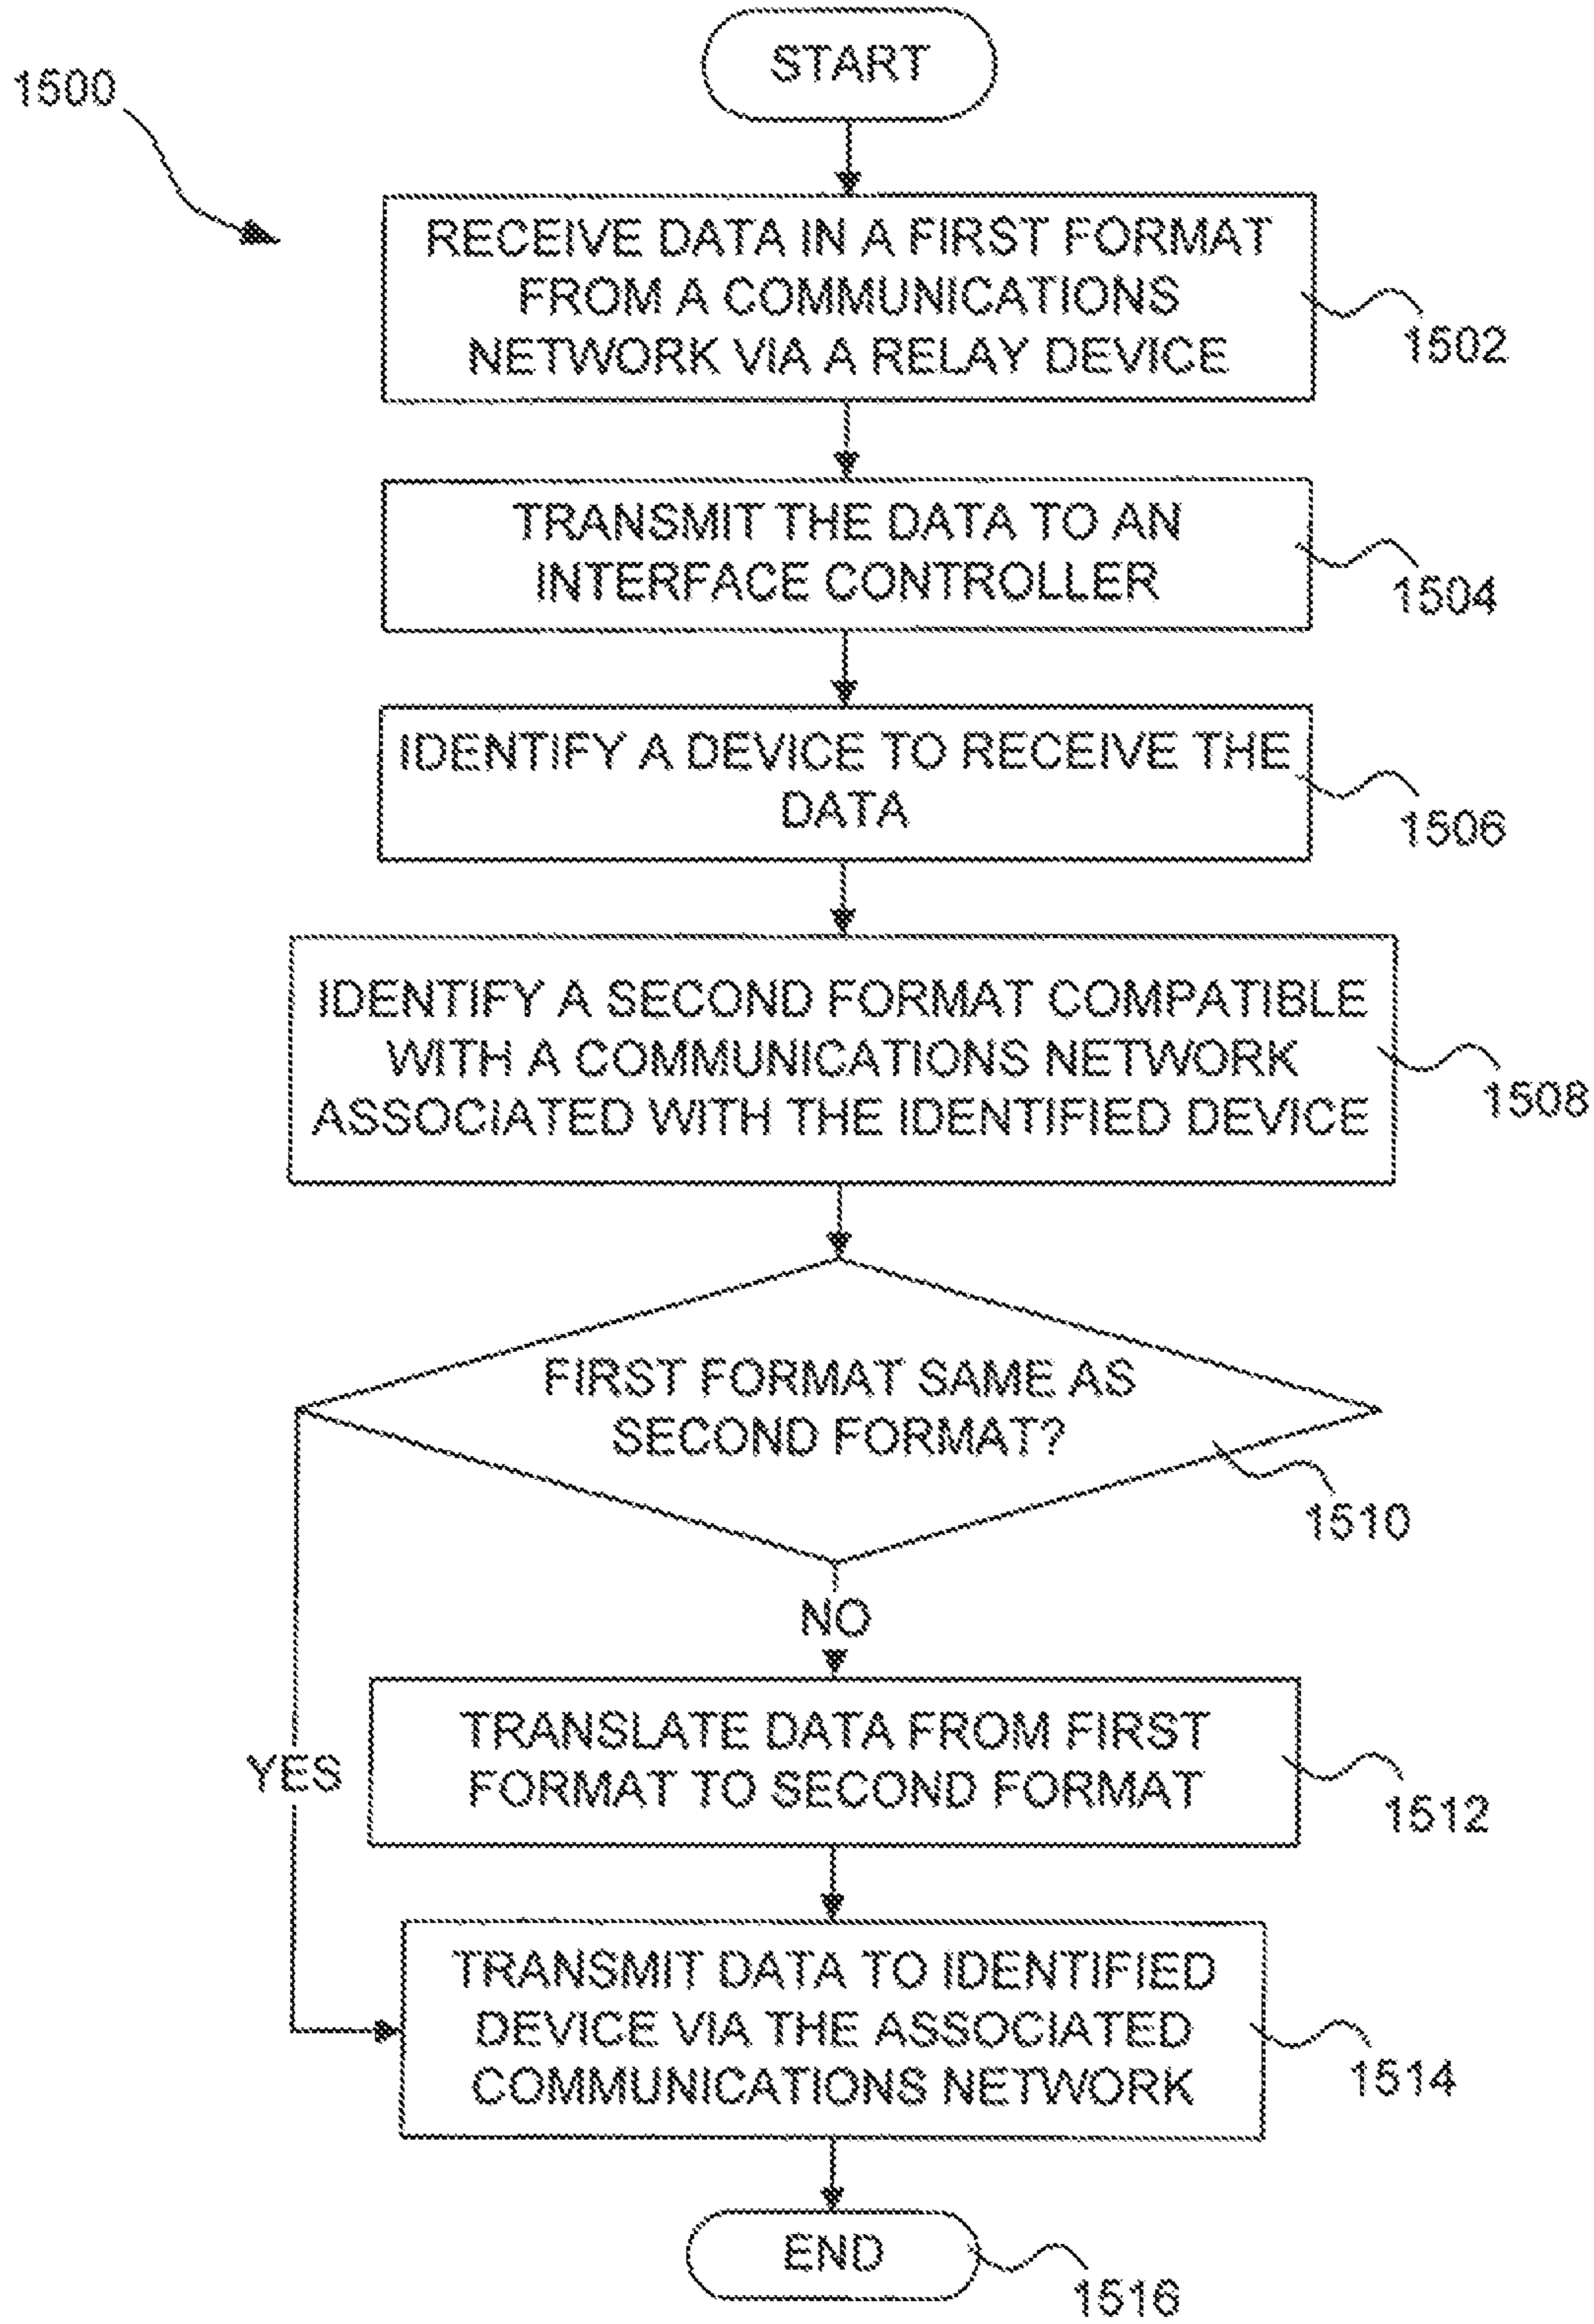 START
1500
RECEIVE DATA IN A FIRST FORMAT
FROM A COMMUNICATIONS
NETWORK VIA A RELAY DEVICE
1502
TRANSMIT THE DATA TO AN
INTERFACE CONTROLLER
1504
IDENTIFY A DEVICE TO RECEIVE THE
DATA
1506
IDENTIFY A SECOND FORMAT COMPATIBLE
WITH A COMMUNICATIONS NETWORK
ASSOCIATED WITH THE IDENTIFIED DEVICE
1508
FIRST FORMAT SAME AS
SECOND FORMAT?
1510
NO
YES
TRANSLATE DATA FROM FIRST
FORMAT TO SECOND FORMAT
1512
TRANSMIT DATA TO IDENTIFIED
DEVICE VIA THE ASSOCIATED
COMMUNICATIONS NETWORK
1514
END
1516